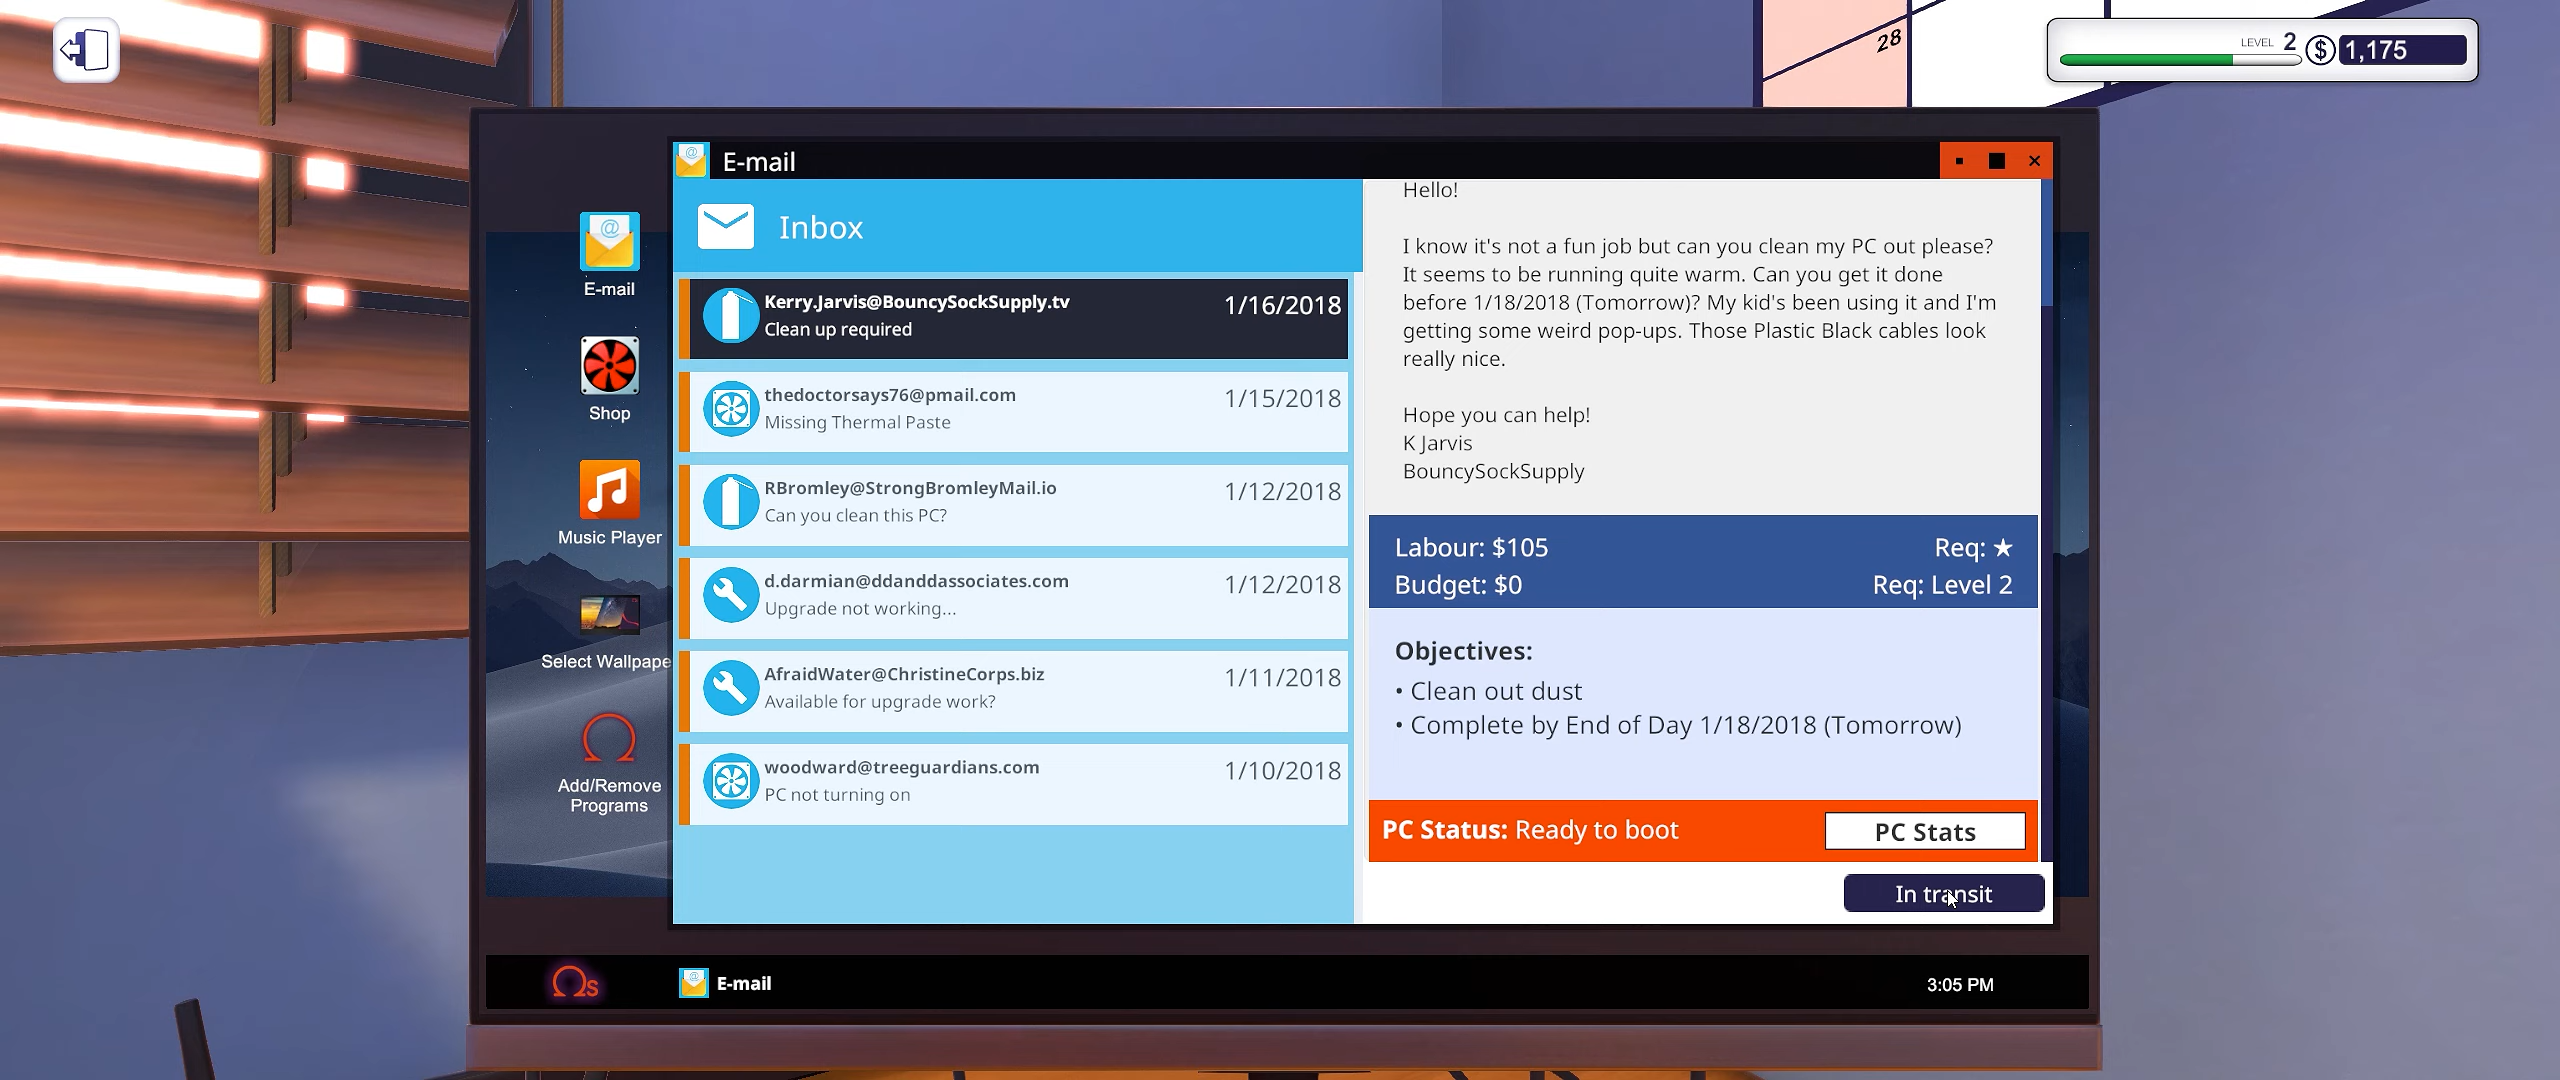 28
LEVEL 2 $ 1,175
E-mail
Inbox
E-mail
Shop
Music Player
Select Wallpape
Add/Remove
Programs
Kerry.Jarvis@BouncySockSupply.tv 1/16/2018
Clean up required
thedoctorsays76@pmail.com 1/15/2018
Missing Thermal Paste
RBromley@StrongBromleyMail.io 1/12/2018
Can you clean this PC?
d.darmian@ddanddassociates.com 1/12/2018
Upgrade not working...
AfraidWater@ChristineCorps.biz 1/11/2018
Available for upgrade work?
woodward@treeguardians.com 1/10/2018
PC not turning on
Hello!
I know it's not a fun job but can you clean my PC out please?
It seems to be running quite warm. Can you get it done
before 1/18/2018 (Tomorrow)? My kid's been using it and I'm
getting some weird pop-ups. Those Plastic Black cables look
really nice.
Hope you can help!
K Jarvis
BouncySockSupply
Labour: $105 Req: ★
Budget: $0 Req: Level 2
Objectives:
• Clean out dust
• Complete by End of Day 1/18/2018 (Tomorrow)
PC Status: Ready to boot PC Stats
In transit
Ωs E-mail 3:05 PM